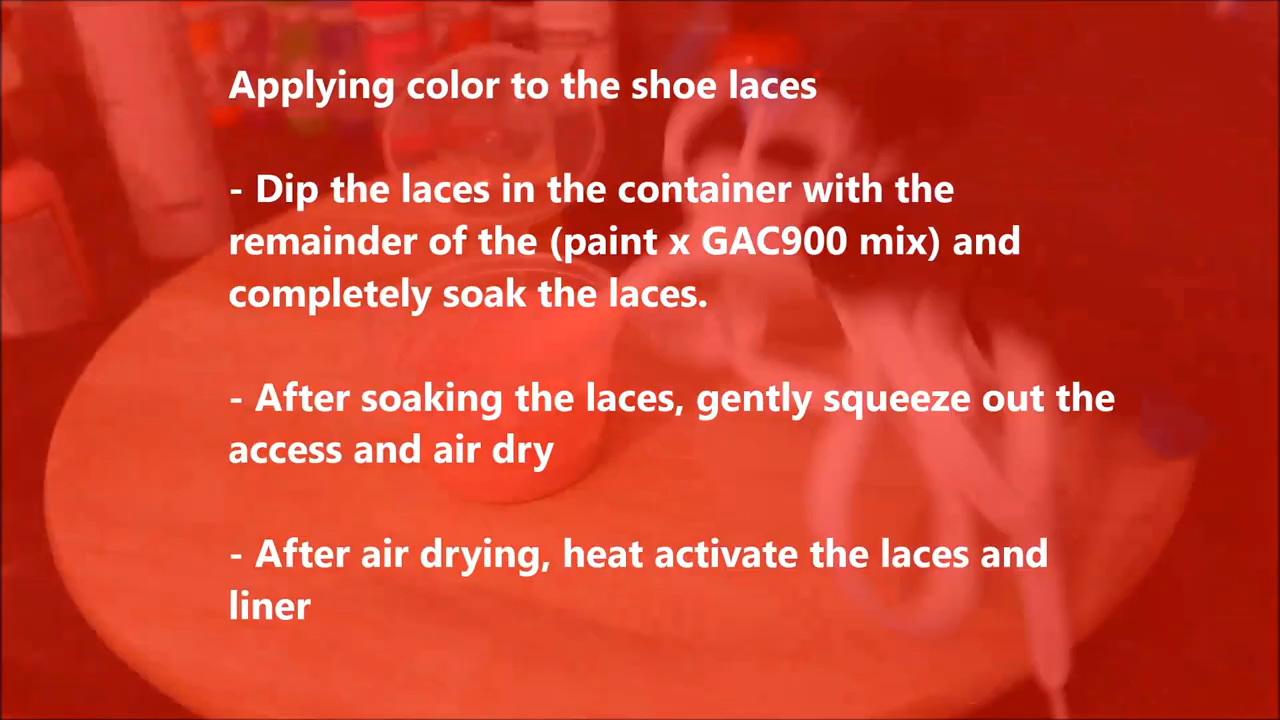 Applying color to the shoe laces
- Dip the laces in the container with the
remainder of the (paint x GAC900 mix) and
completely soak the laces.
- After soaking the laces, gently squeeze out the
access and air dry
- After air drying, heat activate the laces and
liner